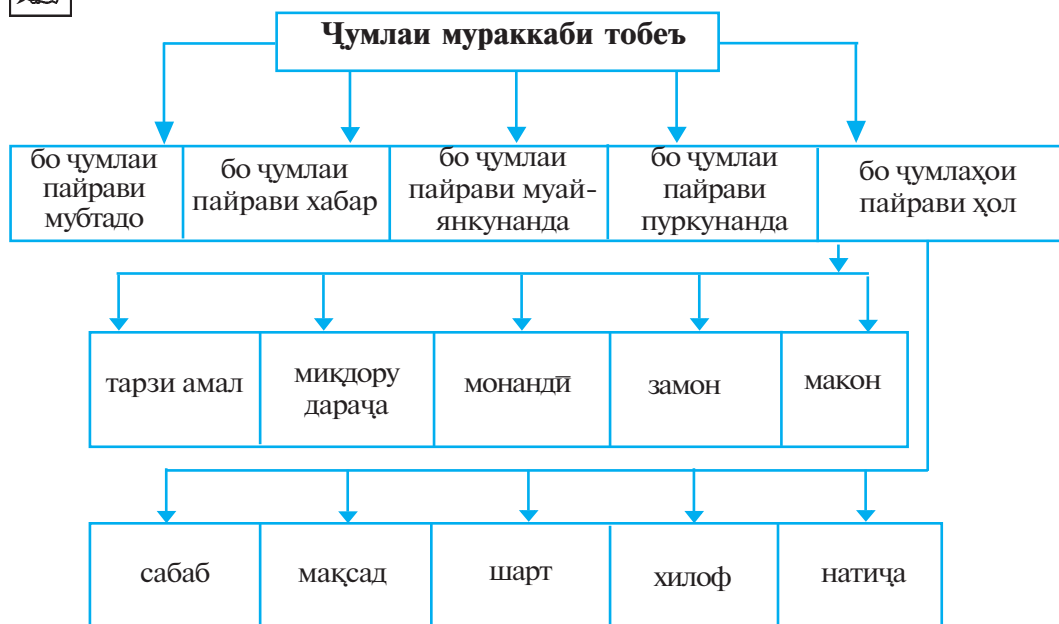 Ҷумлаи мураккаби тобеъ
бо ҷумлаи
пайрави
мубтадо
бо ҷумлаи
пайрави хабар
бо ҷумлаи
пайрави муай-
янкунанда
бо ҷумлаи
пайрави
пуркунанда
бо ҷумлаҳои
пайрави ҳол
тарзи амал
миқдору
дараҷа
монандӣ
замон
макон
сабаб
мақсад
шарт
хилоф
натиҷа